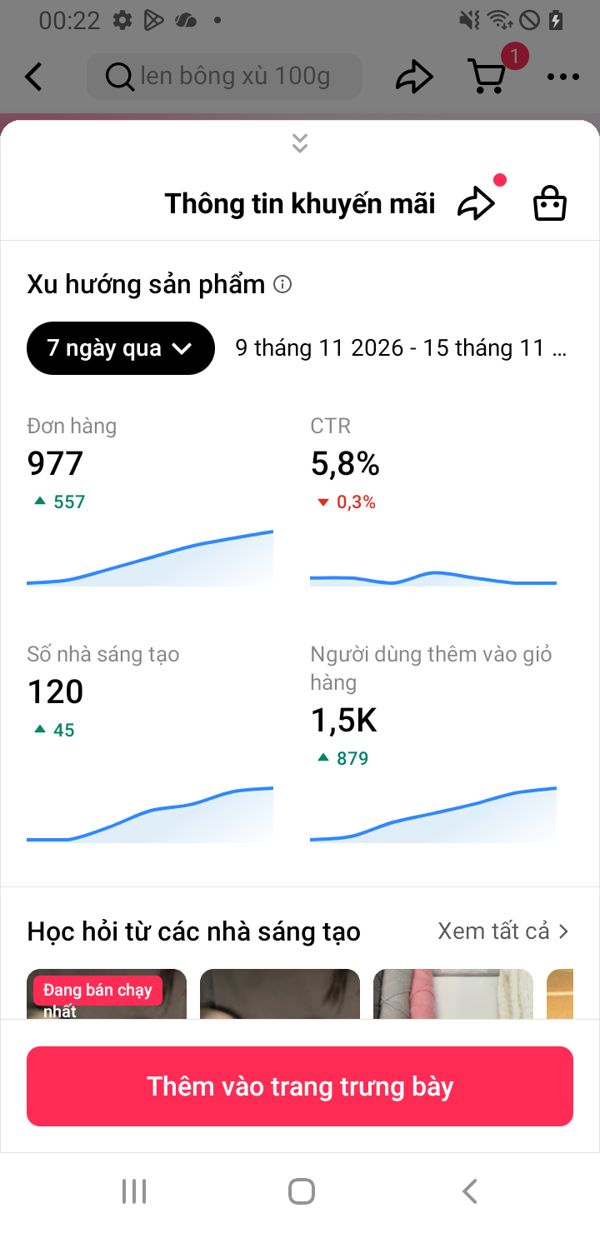 00:22
len bông xù 100g
1
Thông tin khuyến mãi
Xu hướng sản phẩm
7 ngày qua
9 tháng 11 2026 - 15 tháng 11 ...
Đơn hàng
977
557
CTR
5,8%
0,3%
Số nhà sáng tạo
120
45
Người dùng thêm vào giỏ
hàng
1,5K
879
Học hỏi từ các nhà sáng tạo
Xem tất cả
Đang bán chạy
nhất
Thêm vào trang trưng bày